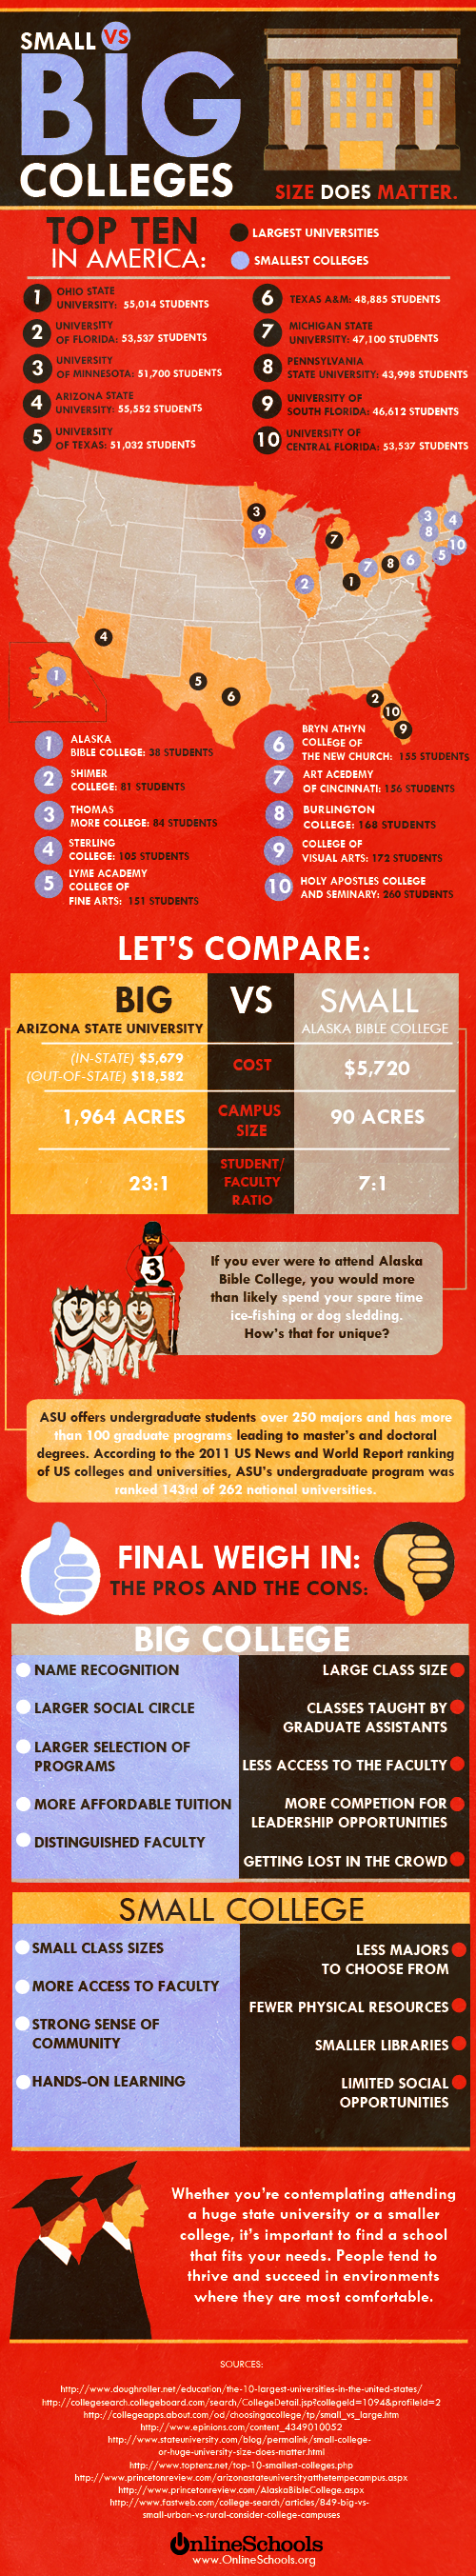 SMALL VS
BIG
COLLEGES
SIZE DOES MATTER.
TOP TEN
IN AMERICA:
LARGEST UNIVERSITIES
SMALLEST COLLEGES
1 OHIO STATE
UNIVERSITY: 55,014 STUDENTS
2 UNIVERSITY
OF FLORIDA: 53,537 STUDENTS
3 UNIVERSITY
OF MINNESOTA: 51,700 STUDENTS
4 ARIZONA STATE
UNIVERSITY: 55,552 STUDENTS
5 UNIVERSITY
OF TEXAS: 51,032 STUDENTS
6 TEXAS A&M: 48,885 STUDENTS
7 MICHIGAN STATE
UNIVERSITY: 47,100 STUDENTS
8 PENNSYLVANIA
STATE UNIVERSITY: 43,998 STUDENTS
9 UNIVERSITY OF
SOUTH FLORIDA: 46,612 STUDENTS
10 UNIVERSITY OF
CENTRAL FLORIDA: 53,537 STUDENTS
3
9
7
3
4
8
10
5
2
1
7
8
6
4
1
5
6
2
10
9
1 ALASKA
BIBLE COLLEGE: 38 STUDENTS
2 SHIMER
COLLEGE: 81 STUDENTS
3 THOMAS
MORE COLLEGE: 84 STUDENTS
4 STERLING
COLLEGE: 105 STUDENTS
5 LYME ACADEMY
COLLEGE OF
FINE ARTS: 151 STUDENTS
6 BRYN ATHYN
COLLEGE OF
THE NEW CHURCH: 155 STUDENTS
7 ART ACEDEMY
OF CINCINNATI: 156 STUDENTS
8 BURLINGTON
COLLEGE: 168 STUDENTS
9 COLLEGE OF
VISUAL ARTS: 172 STUDENTS
10 HOLY APOSTLES COLLEGE
AND SEMINARY: 260 STUDENTS
LET'S COMPARE:
BIG VS SMALL
ARIZONA STATE UNIVERSITY ALASKA BIBLE COLLEGE
(IN-STATE) $5,679
(OUT-OF-STATE) $18,582
COST
$5,720
1,964 ACRES
CAMPUS
SIZE
90 ACRES
23:1
STUDENT/
FACULTY
RATIO
7:1
3
If you ever were to attend Alaska
Bible College, you would more
than likely spend your spare time
ice-fishing or dog sledding.
How's that for unique?
ASU offers undergraduate students over 250 majors and has more
than 100 graduate programs leading to master's and doctoral
degrees. According to the 2011 US News and World Report ranking
of US colleges and universities, ASU's undergraduate program was
ranked 143rd of 262 national universities.
FINAL WEIGH IN:
THE PROS AND THE CONS:
BIG COLLEGE
NAME RECOGNITION
LARGER SOCIAL CIRCLE
LARGER SELECTION OF
PROGRAMS
MORE AFFORDABLE TUITION
DISTINGUISHED FACULTY
LARGE CLASS SIZE
CLASSES TAUGHT BY
GRADUATE ASSISTANTS
LESS ACCESS TO THE FACULTY
MORE COMPETION FOR
LEADERSHIP OPPORTUNITIES
GETTING LOST IN THE CROWD
SMALL COLLEGE
SMALL CLASS SIZES
MORE ACCESS TO FACULTY
STRONG SENSE OF
COMMUNITY
HANDS-ON LEARNING
LESS MAJORS
TO CHOOSE FROM
FEWER PHYSICAL RESOURCES
SMALLER LIBRARIES
LIMITED SOCIAL
OPPORTUNITIES
Whether you're contemplating attending
a huge state university or a smaller
college, it's important to find a school
that fits your needs. People tend to
thrive and succeed in environments
where they are most comfortable.
SOURCES:
http://www.doughroller.net/education/the-10-largest-universities-in-the-united-states/
http://collegesearch.collegeboard.com/search/CollegeDetail.jsp?collegeId=1094&profileId=2
http://collegeapps.about.com/od/choosingacollege/tp/small_vs_large.htm
http://www.epinions.com/content_4349010052
http://www.stateuniversity.com/blog/permalink/small-college-
or-huge-university-size-does-matter.html
http://www.toptenz.net/top-10-smallest-colleges.php
http://www.princetonreview.com/arizonastateuniversityatthetempecampus.aspx
http://www.princetonreview.com/AlaskaBibleCollege.aspx
http://www.fastweb.com/college-search/articles/849-big-vs-
small-urban-vs-rural-consider-college-campuses
OnlineSchools
www.OnlineSchools.org